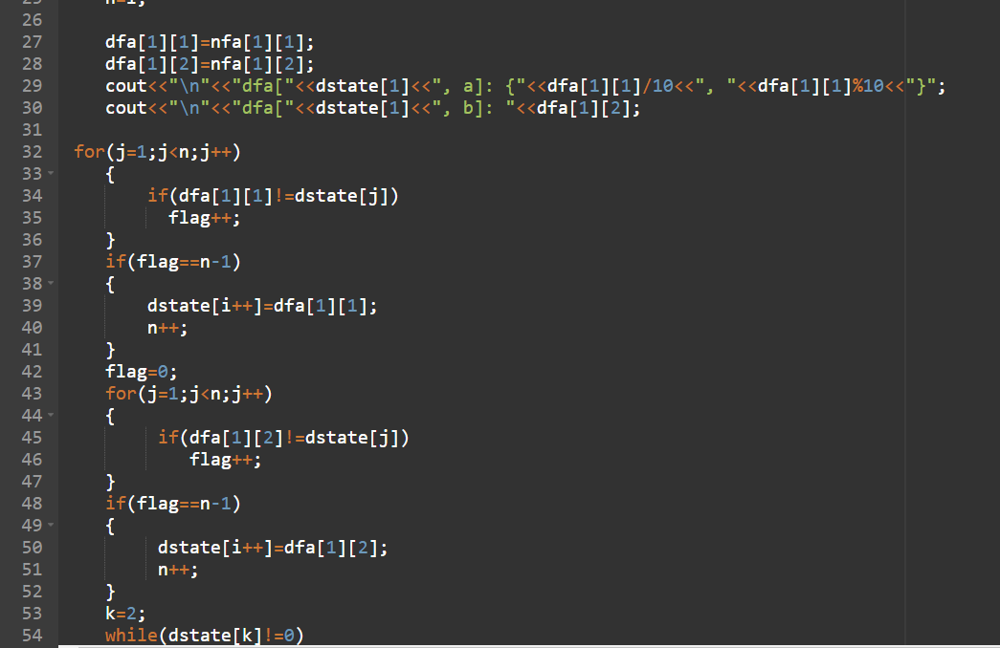 26
27 dfa[1][1]=nfa[1][1];
28 dfa[1][2]=nfa[1][2];
29 cout<<"\n"<<"dfa["<<dstate[1]<<", a]: {"<<dfa[1][1]/10<<", "<<dfa[1][1]%10<<"}";
30 cout<<"\n"<<"dfa["<<dstate[1]<<", b]: "<<dfa[1][2];
31
32 for(j=1;j<n;j++)
33 {
34 if(dfa[1][1]!=dstate[j])
35 flag++;
36 }
37 if(flag==n-1)
38 {
39 dstate[i++]=dfa[1][1];
40 n++;
41 }
42 flag=0;
43 for(j=1;j<n;j++)
44 {
45 if(dfa[1][2]!=dstate[j])
46 flag++;
47 }
48 if(flag==n-1)
49 {
50 dstate[i++]=dfa[1][2];
51 n++;
52 }
53 k=2;
54 while(dstate[k]!=0)